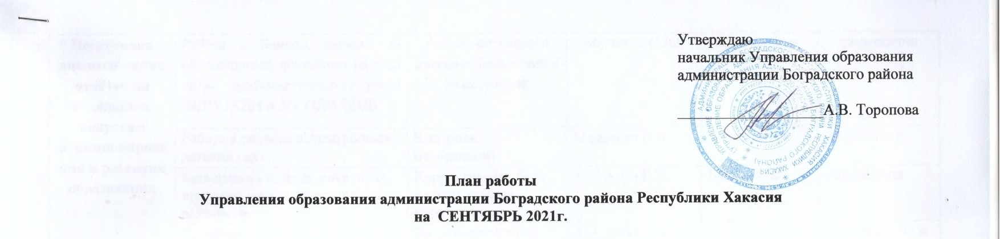 Утверждаю
начальник Управления образования
администрации Боградского района
А.В. Торопова
План работы
Управления образования администрации Боградского района Республики Хакасия
на СЕНТЯБРЬ 2021г.